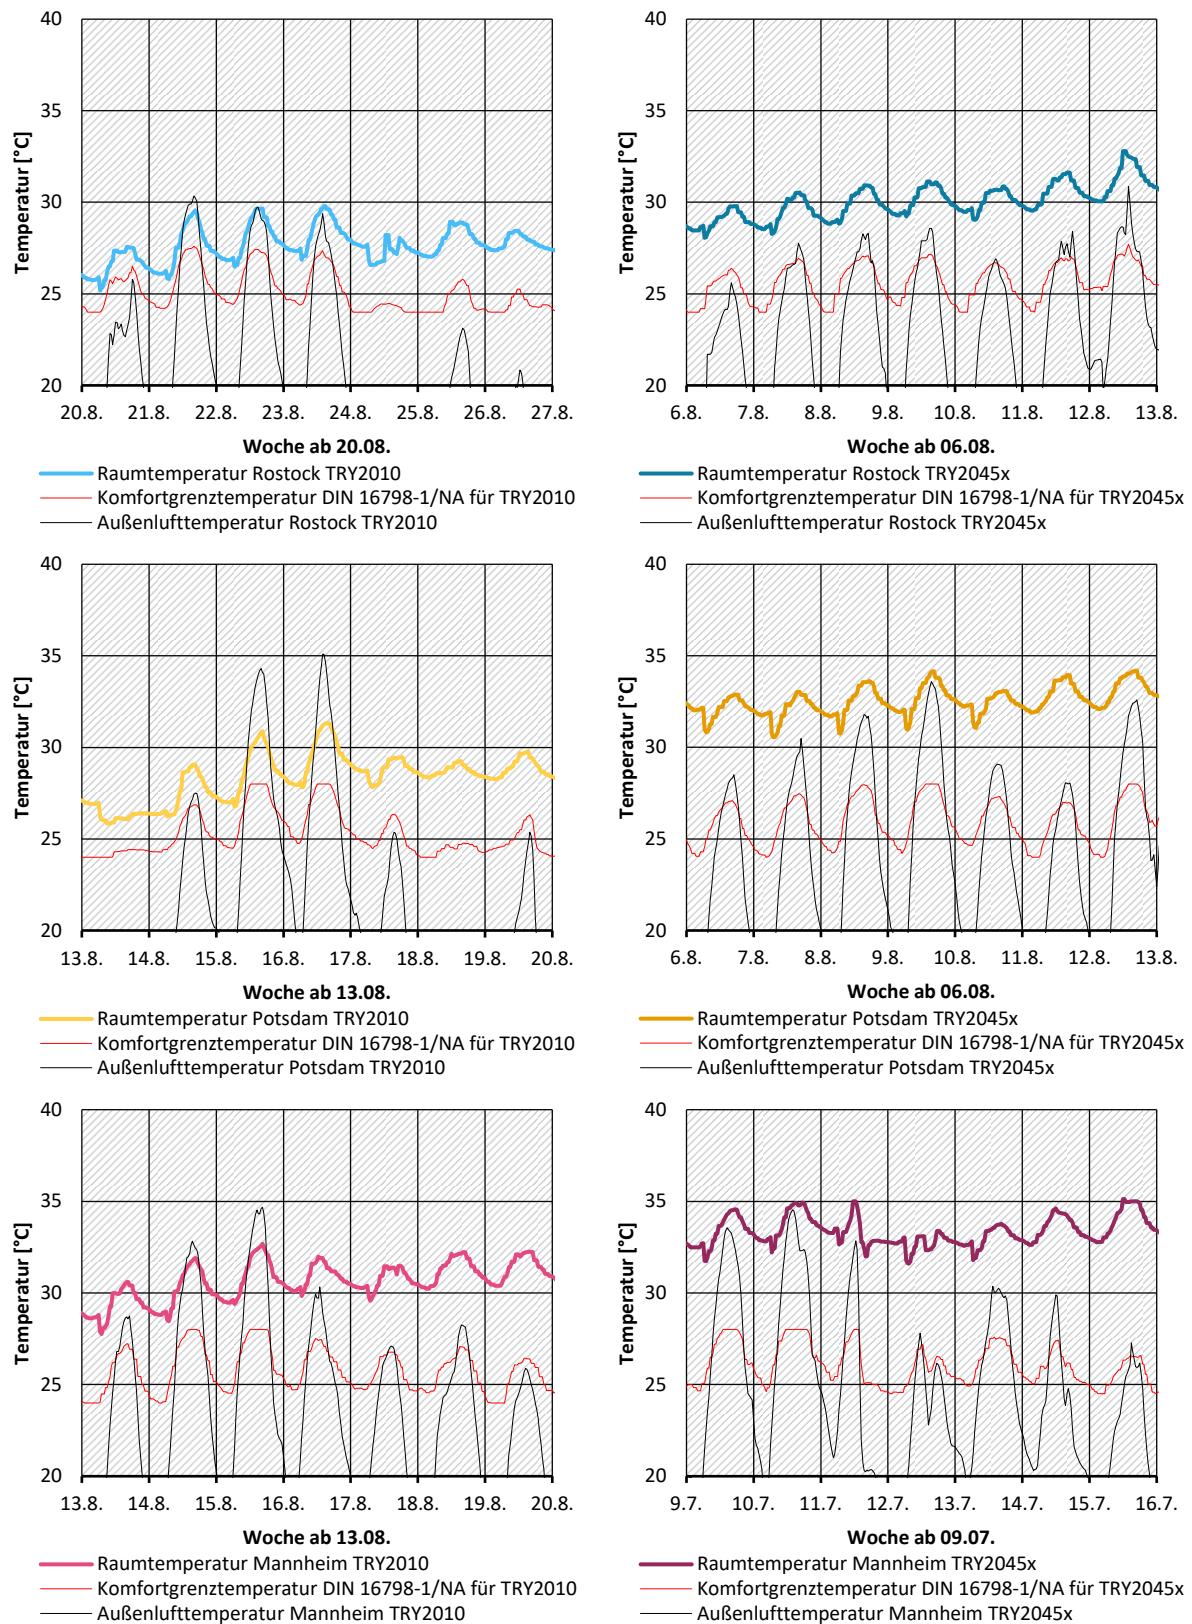 40
35
30
25
20
Temperatur [°C]
20.8. 21.8. 22.8. 23.8. 24.8. 25.8. 26.8. 27.8.
Woche ab 20.08.
Raumtemperatur Rostock TRY2010
Komfortgrenztemperatur DIN 16798-1/NA für TRY2010
Außenlufttemperatur Rostock TRY2010
40
35
30
25
20
Temperatur [°C]
6.8. 7.8. 8.8. 9.8. 10.8. 11.8. 12.8. 13.8.
Woche ab 06.08.
Raumtemperatur Rostock TRY2045x
Komfortgrenztemperatur DIN 16798-1/NA für TRY2045x
Außenlufttemperatur Rostock TRY2045x
40
35
30
25
20
Temperatur [°C]
13.8. 14.8. 15.8. 16.8. 17.8. 18.8. 19.8. 20.8.
Woche ab 13.08.
Raumtemperatur Potsdam TRY2010
Komfortgrenztemperatur DIN 16798-1/NA für TRY2010
Außenlufttemperatur Potsdam TRY2010
40
35
30
25
20
Temperatur [°C]
6.8. 7.8. 8.8. 9.8. 10.8. 11.8. 12.8. 13.8.
Woche ab 06.08.
Raumtemperatur Potsdam TRY2045x
Komfortgrenztemperatur DIN 16798-1/NA für TRY2045x
Außenlufttemperatur Potsdam TRY2045x
40
35
30
25
20
Temperatur [°C]
13.8. 14.8. 15.8. 16.8. 17.8. 18.8. 19.8. 20.8.
Woche ab 13.08.
Raumtemperatur Mannheim TRY2010
Komfortgrenztemperatur DIN 16798-1/NA für TRY2010
Außenlufttemperatur Mannheim TRY2010
40
35
30
25
20
Temperatur [°C]
9.7. 10.7. 11.7. 12.7. 13.7. 14.7. 15.7. 16.7.
Woche ab 09.07.
Raumtemperatur Mannheim TRY2045x
Komfortgrenztemperatur DIN 16798-1/NA für TRY2045x
Außenlufttemperatur Mannheim TRY2045x